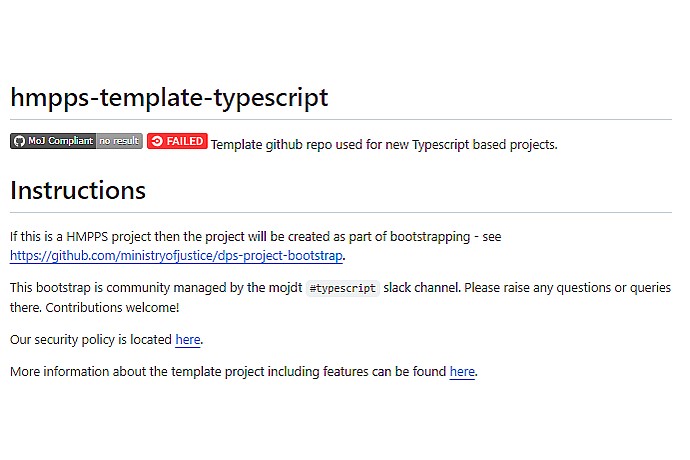 hmpps-template-typescript
MoJ Compliant no result FAILED Template github repo used for new Typescript based projects.
Instructions
If this is a HMPPS project then the project will be created as part of bootstrapping - see
https://github.com/ministryofjustice/dps-project-bootstrap.
This bootstrap is community managed by the mojdt #typescript slack channel. Please raise any questions or queries
there. Contributions welcome!
Our security policy is located here.
More information about the template project including features can be found here.